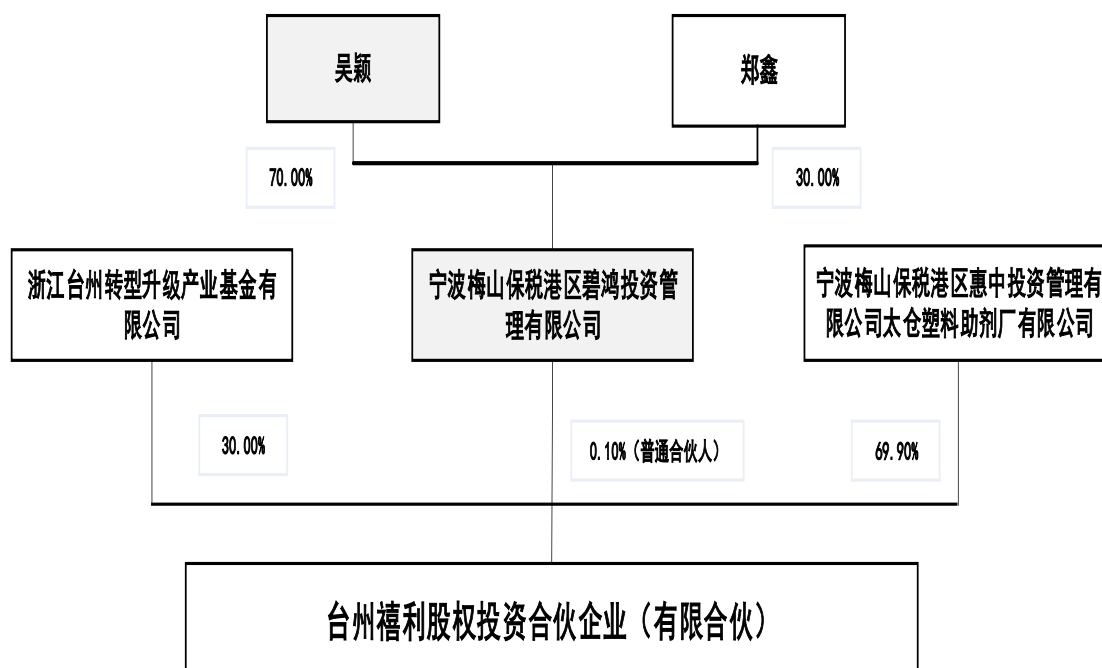 吴颖
郑鑫
70.00%
30.00%
浙江台州转型升级产业基金有
限公司
宁波梅山保税港区碧鸿投资管
理有限公司
宁波梅山保税港区惠中投资管理有
限公司太仓塑料助剂厂有限公司
30.00%
0.10%（普通合伙人）
69.90%
台州禧利股权投资合伙企业（有限合伙）